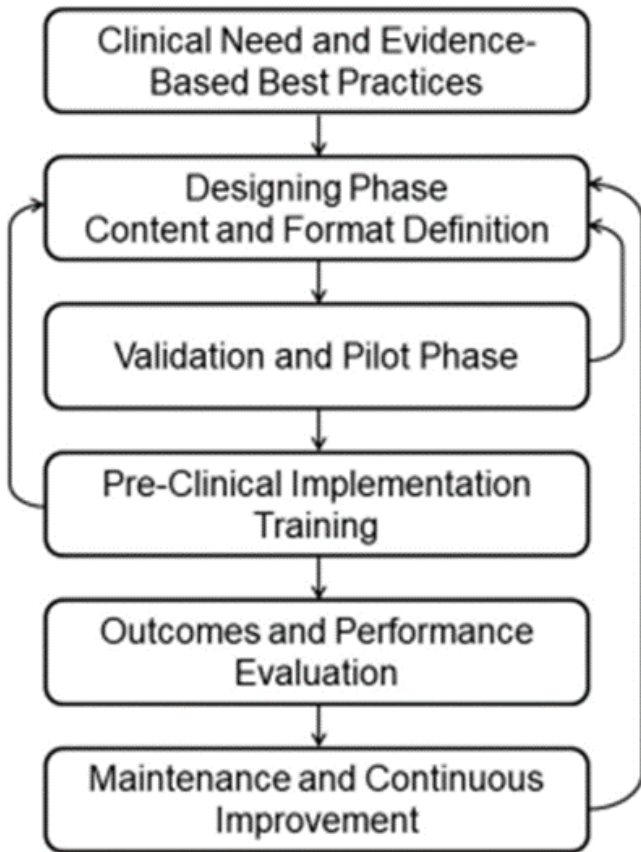 Clinical Need and Evidence-
Based Best Practices
Designing Phase
Content and Format Definition
Validation and Pilot Phase
Pre-Clinical Implementation
Training
Outcomes and Performance
Evaluation
Maintenance and Continuous
Improvement